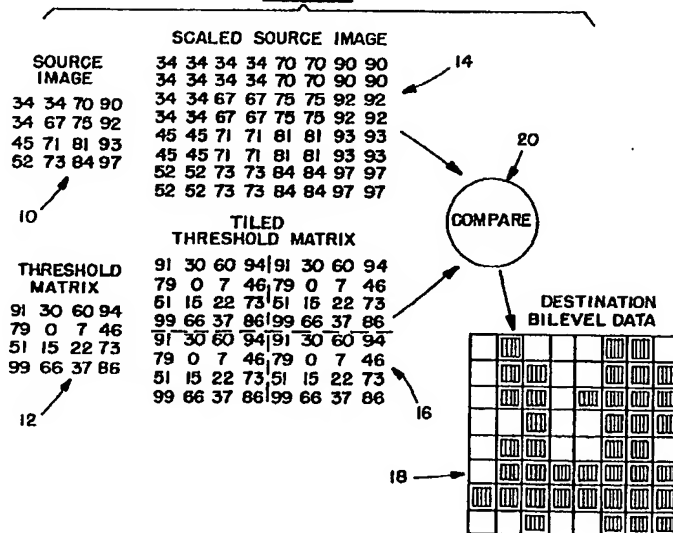 SOURCE
IMAGE
34 34 70 90
34 67 75 92
45 71 81 93
52 73 84 97
10
SCALED SOURCE IMAGE
34 34 34 34 70 70 90 90
34 34 34 34 70 70 90 90
34 34 67 67 75 75 92 92
34 34 67 67 75 75 92 92
45 45 71 71 81 81 93 93
45 45 71 71 81 81 93 93
52 52 73 73 84 84 97 97
52 52 73 73 84 84 97 97
14
20
COMPARE
THRESHOLD
MATRIX
91 30 60 94
79 0 7 46
51 15 22 73
99 66 37 86
12
TILED
THRESHOLD MATRIX
91 30 60 94 91 30 60 94
79 0 7 46 79 0 7 46
51 15 22 73 51 15 22 73
99 66 37 86 99 66 37 86
91 30 60 94 91 30 60 94
79 0 7 46 79 0 7 46
51 15 22 73 51 15 22 73
99 66 37 86 99 66 37 86
16
DESTINATION
BILEVEL DATA
18